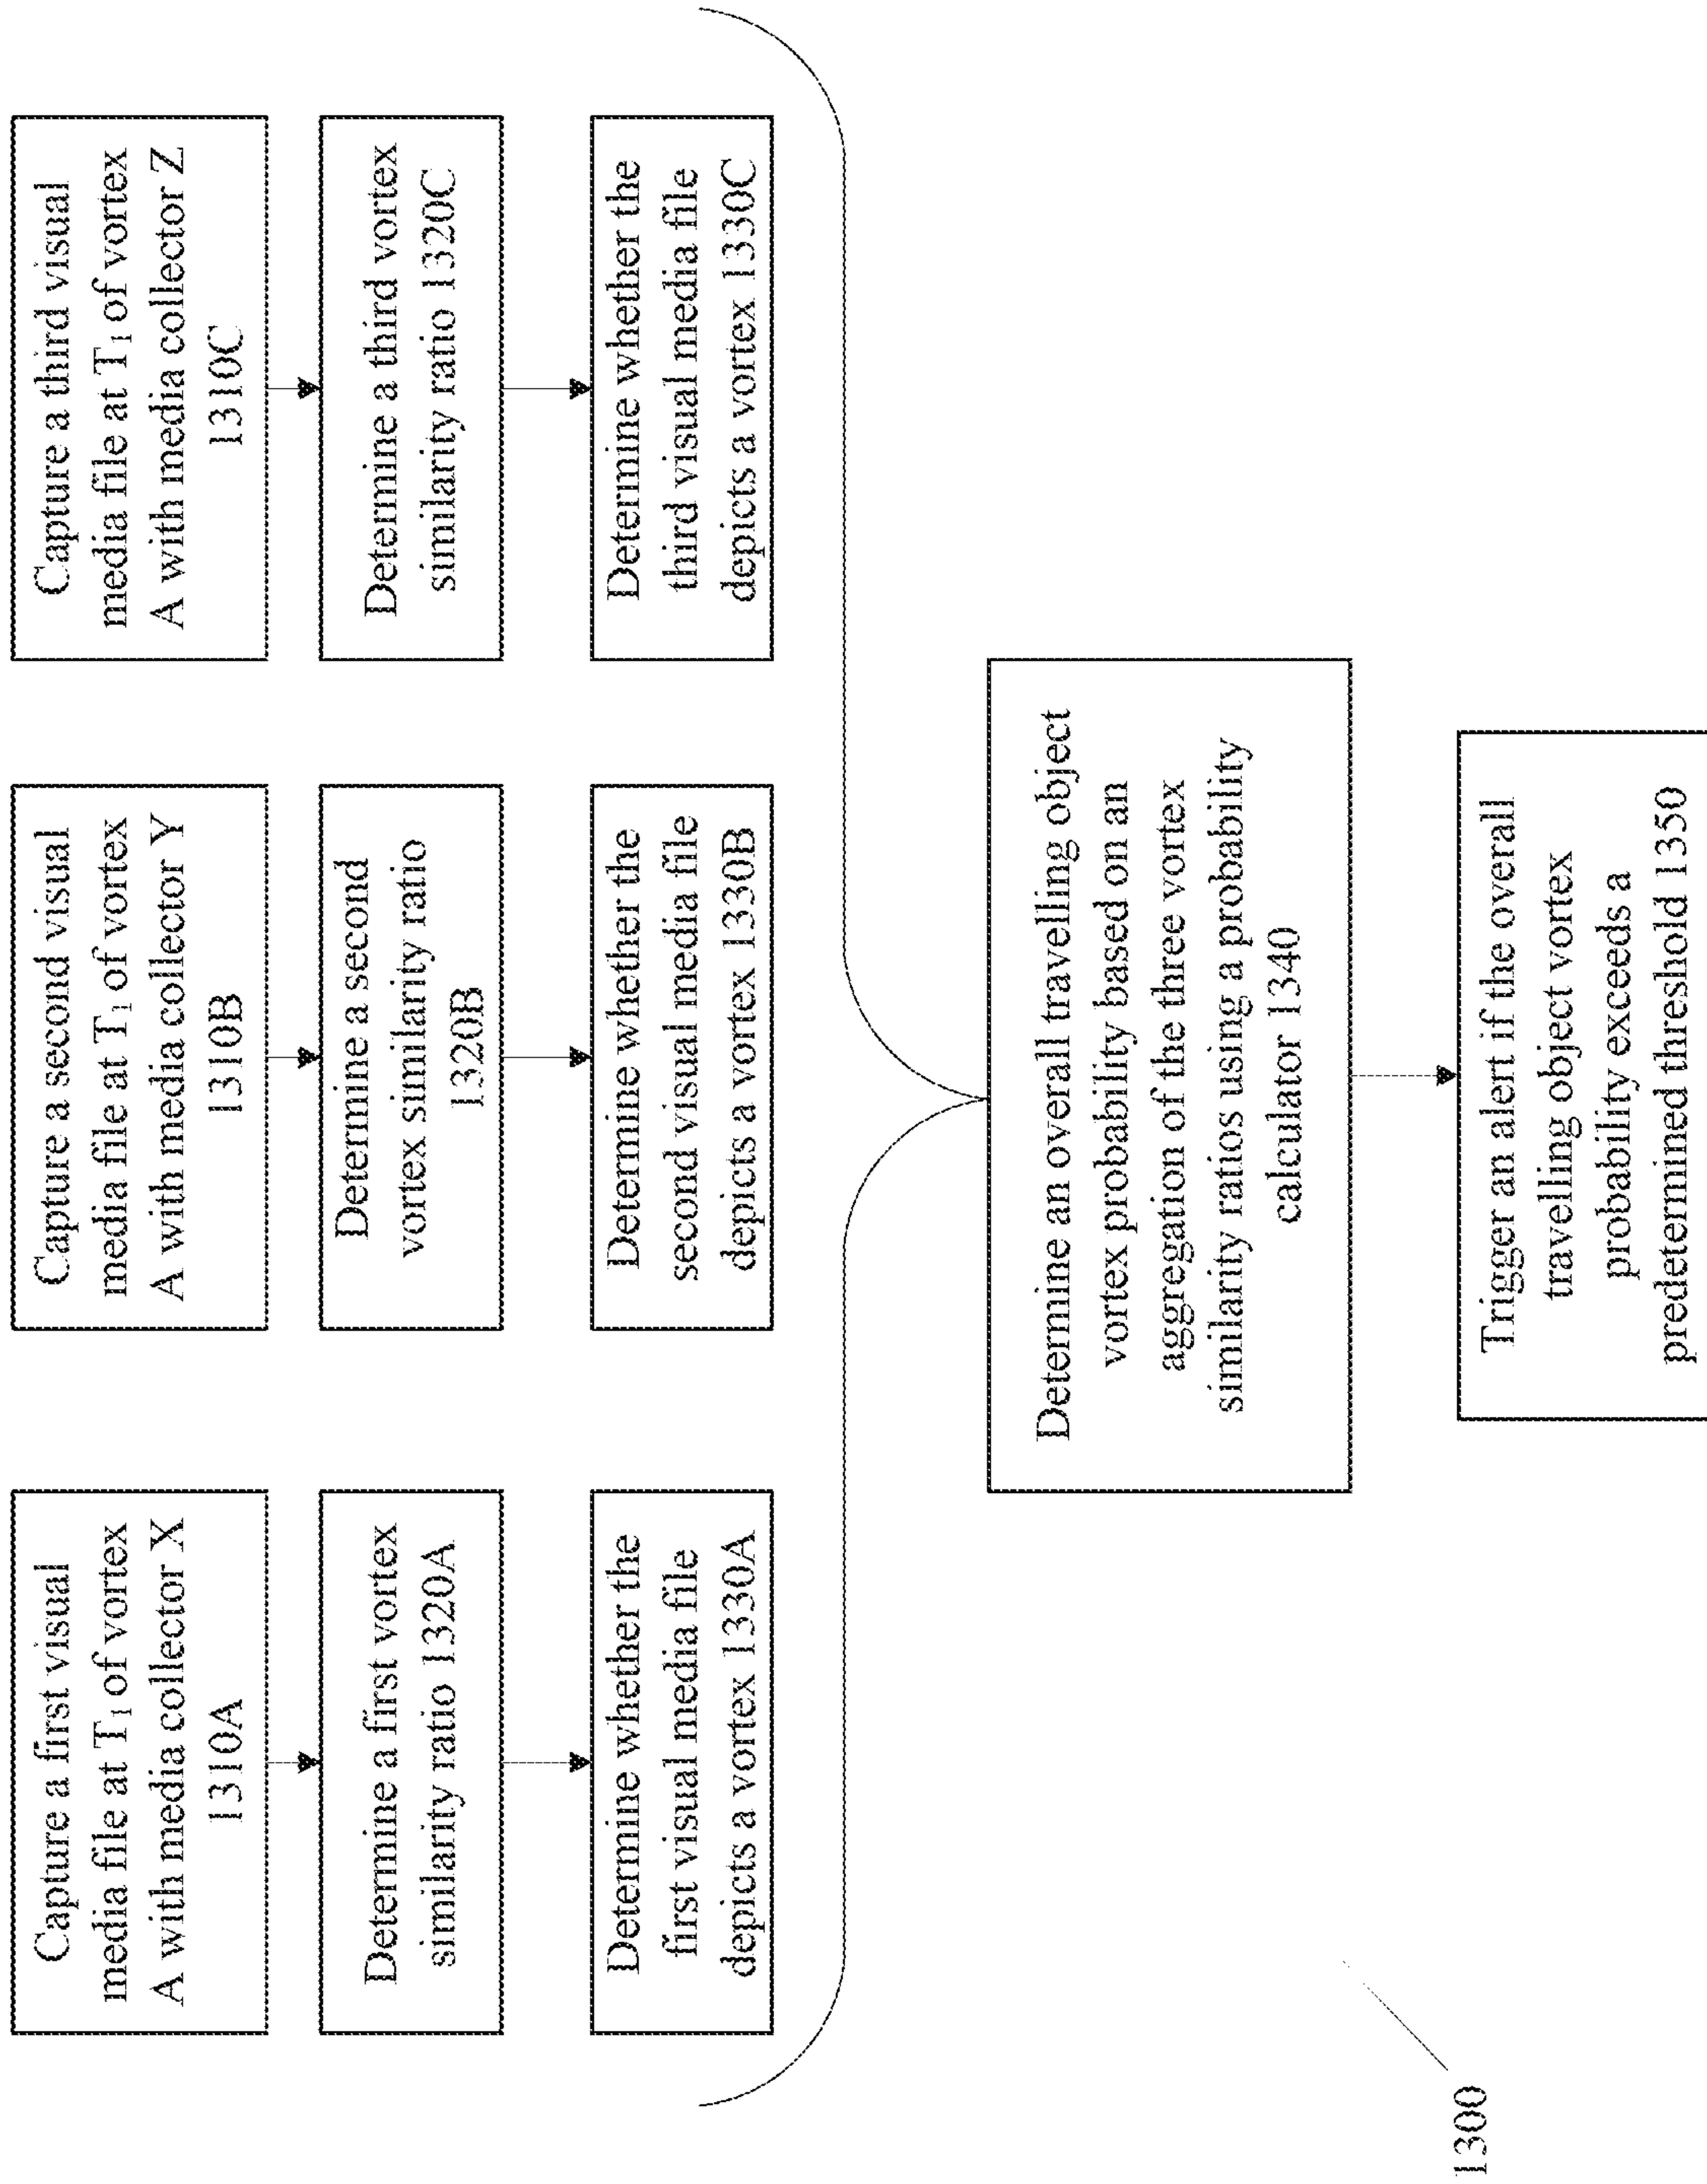 Capture a first visual
media file at T₁ of vortex
A with media collector X
1310A
Determine a first vortex
similarity ratio 1320A
Determine whether the
first visual media file
depicts a vortex 1330A
Capture a second visual
media file at T₁ of vortex
A with media collector Y
1310B
Determine a second
vortex similarity ratio
1320B
Determine whether the
second visual media file
depicts a vortex 1330B
Capture a third visual
media file at T₁ of vortex
A with media collector Z
1310C
Determine a third vortex
similarity ratio 1320C
Determine whether the
third visual media file
depicts a vortex 1330C
Determine an overall travelling object
vortex probability based on an
aggregation of the three vortex
similarity ratios using a probability
calculator 1340
Trigger an alert if the overall
travelling object vortex
probability exceeds a
predetermined threshold 1350
1300